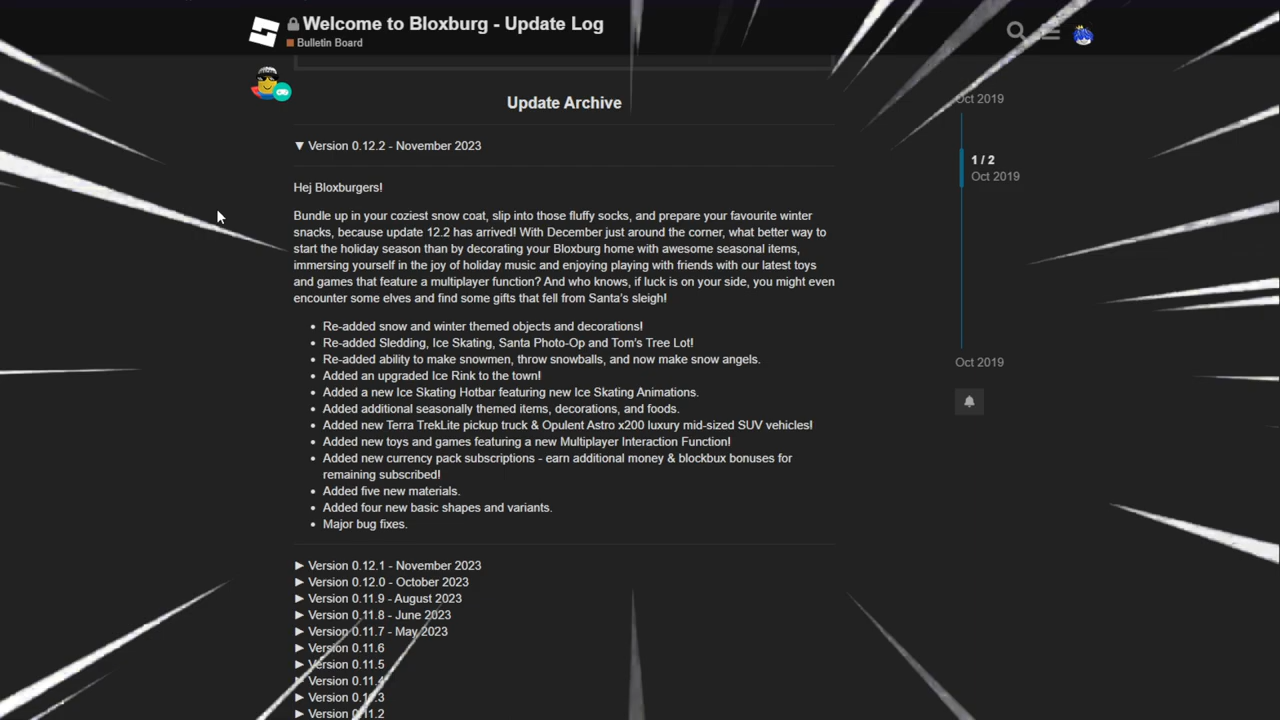 Welcome to Bloxburg - Update Log
Bulletin Board
Update Archive
Oct 2019
▼ Version 0.12.2 - November 2023
1 / 2
Oct 2019
Hej Bloxburgers!
Bundle up in your coziest snow coat, slip into those fluffy socks, and prepare your favourite winter
snacks, because update 12.2 has arrived! With December just around the corner, what better way to
start the holiday season than by decorating your Bloxburg home with awesome seasonal items,
immersing yourself in the joy of holiday music and enjoying playing with friends with our latest toys
and games that feature a multiplayer function? And who knows, if luck is on your side, you might even
encounter some elves and find some gifts that fell from Santa's sleigh!
• Re-added snow and winter themed objects and decorations!
• Re-added Sledding, Ice Skating, Santa Photo-Op and Tom's Tree Lot!
• Re-added ability to make snowmen, throw snowballs, and now make snow angels.
• Added an upgraded Ice Rink to the town!
• Added a new Ice Skating Hotbar featuring new Ice Skating Animations.
• Added additional seasonally themed items, decorations, and foods.
• Added new Terra TrekLite pickup truck & Opulent Astro x200 luxury mid-sized SUV vehicles!
• Added new toys and games featuring a new Multiplayer Interaction Function!
• Added new currency pack subscriptions - earn additional money & blockbux bonuses for
remaining subscribed!
• Added five new materials.
• Added four new basic shapes and variants.
• Major bug fixes.
Oct 2019
▶ Version 0.12.1 - November 2023
▶ Version 0.12.0 - October 2023
▶ Version 0.11.9 - August 2023
▶ Version 0.11.8 - June 2023
▶ Version 0.11.7 - May 2023
▶ Version 0.11.6
▶ Version 0.11.5
▶ Version 0.11.4
▶ Version 0.11.3
▶ Version 0.11.2